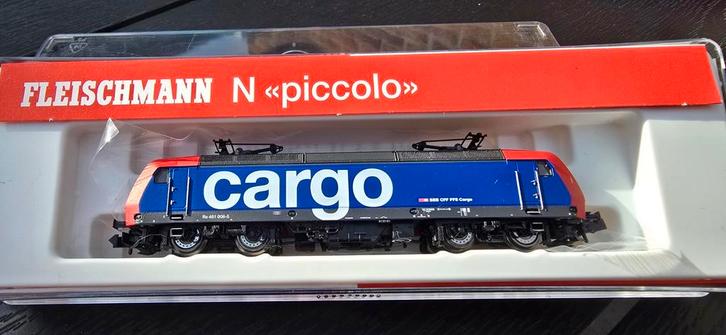 FLEISCHMANN N «piccolo»
cargo
SBB CFF FFS Cargo